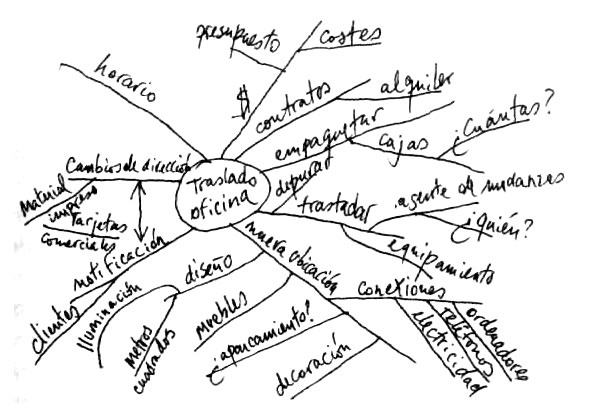 presupuesto
costes
$
horario
contratos
alquiler
empaquetar
cajas
¿Cuántas?
depurar
Cambios de dirección
Material
impreso
Tarjetas
comerciales
Traslado
oficina
trasladar
agente de mudanzas
¿Quién?
equipamiento
notificación
clientes
nueva ubicación
diseño
Iluminación
metros
cuadrados
muebles
¿aparcamiento?
decoración
conexiones
ordenadores
Teléfonos
electricidad